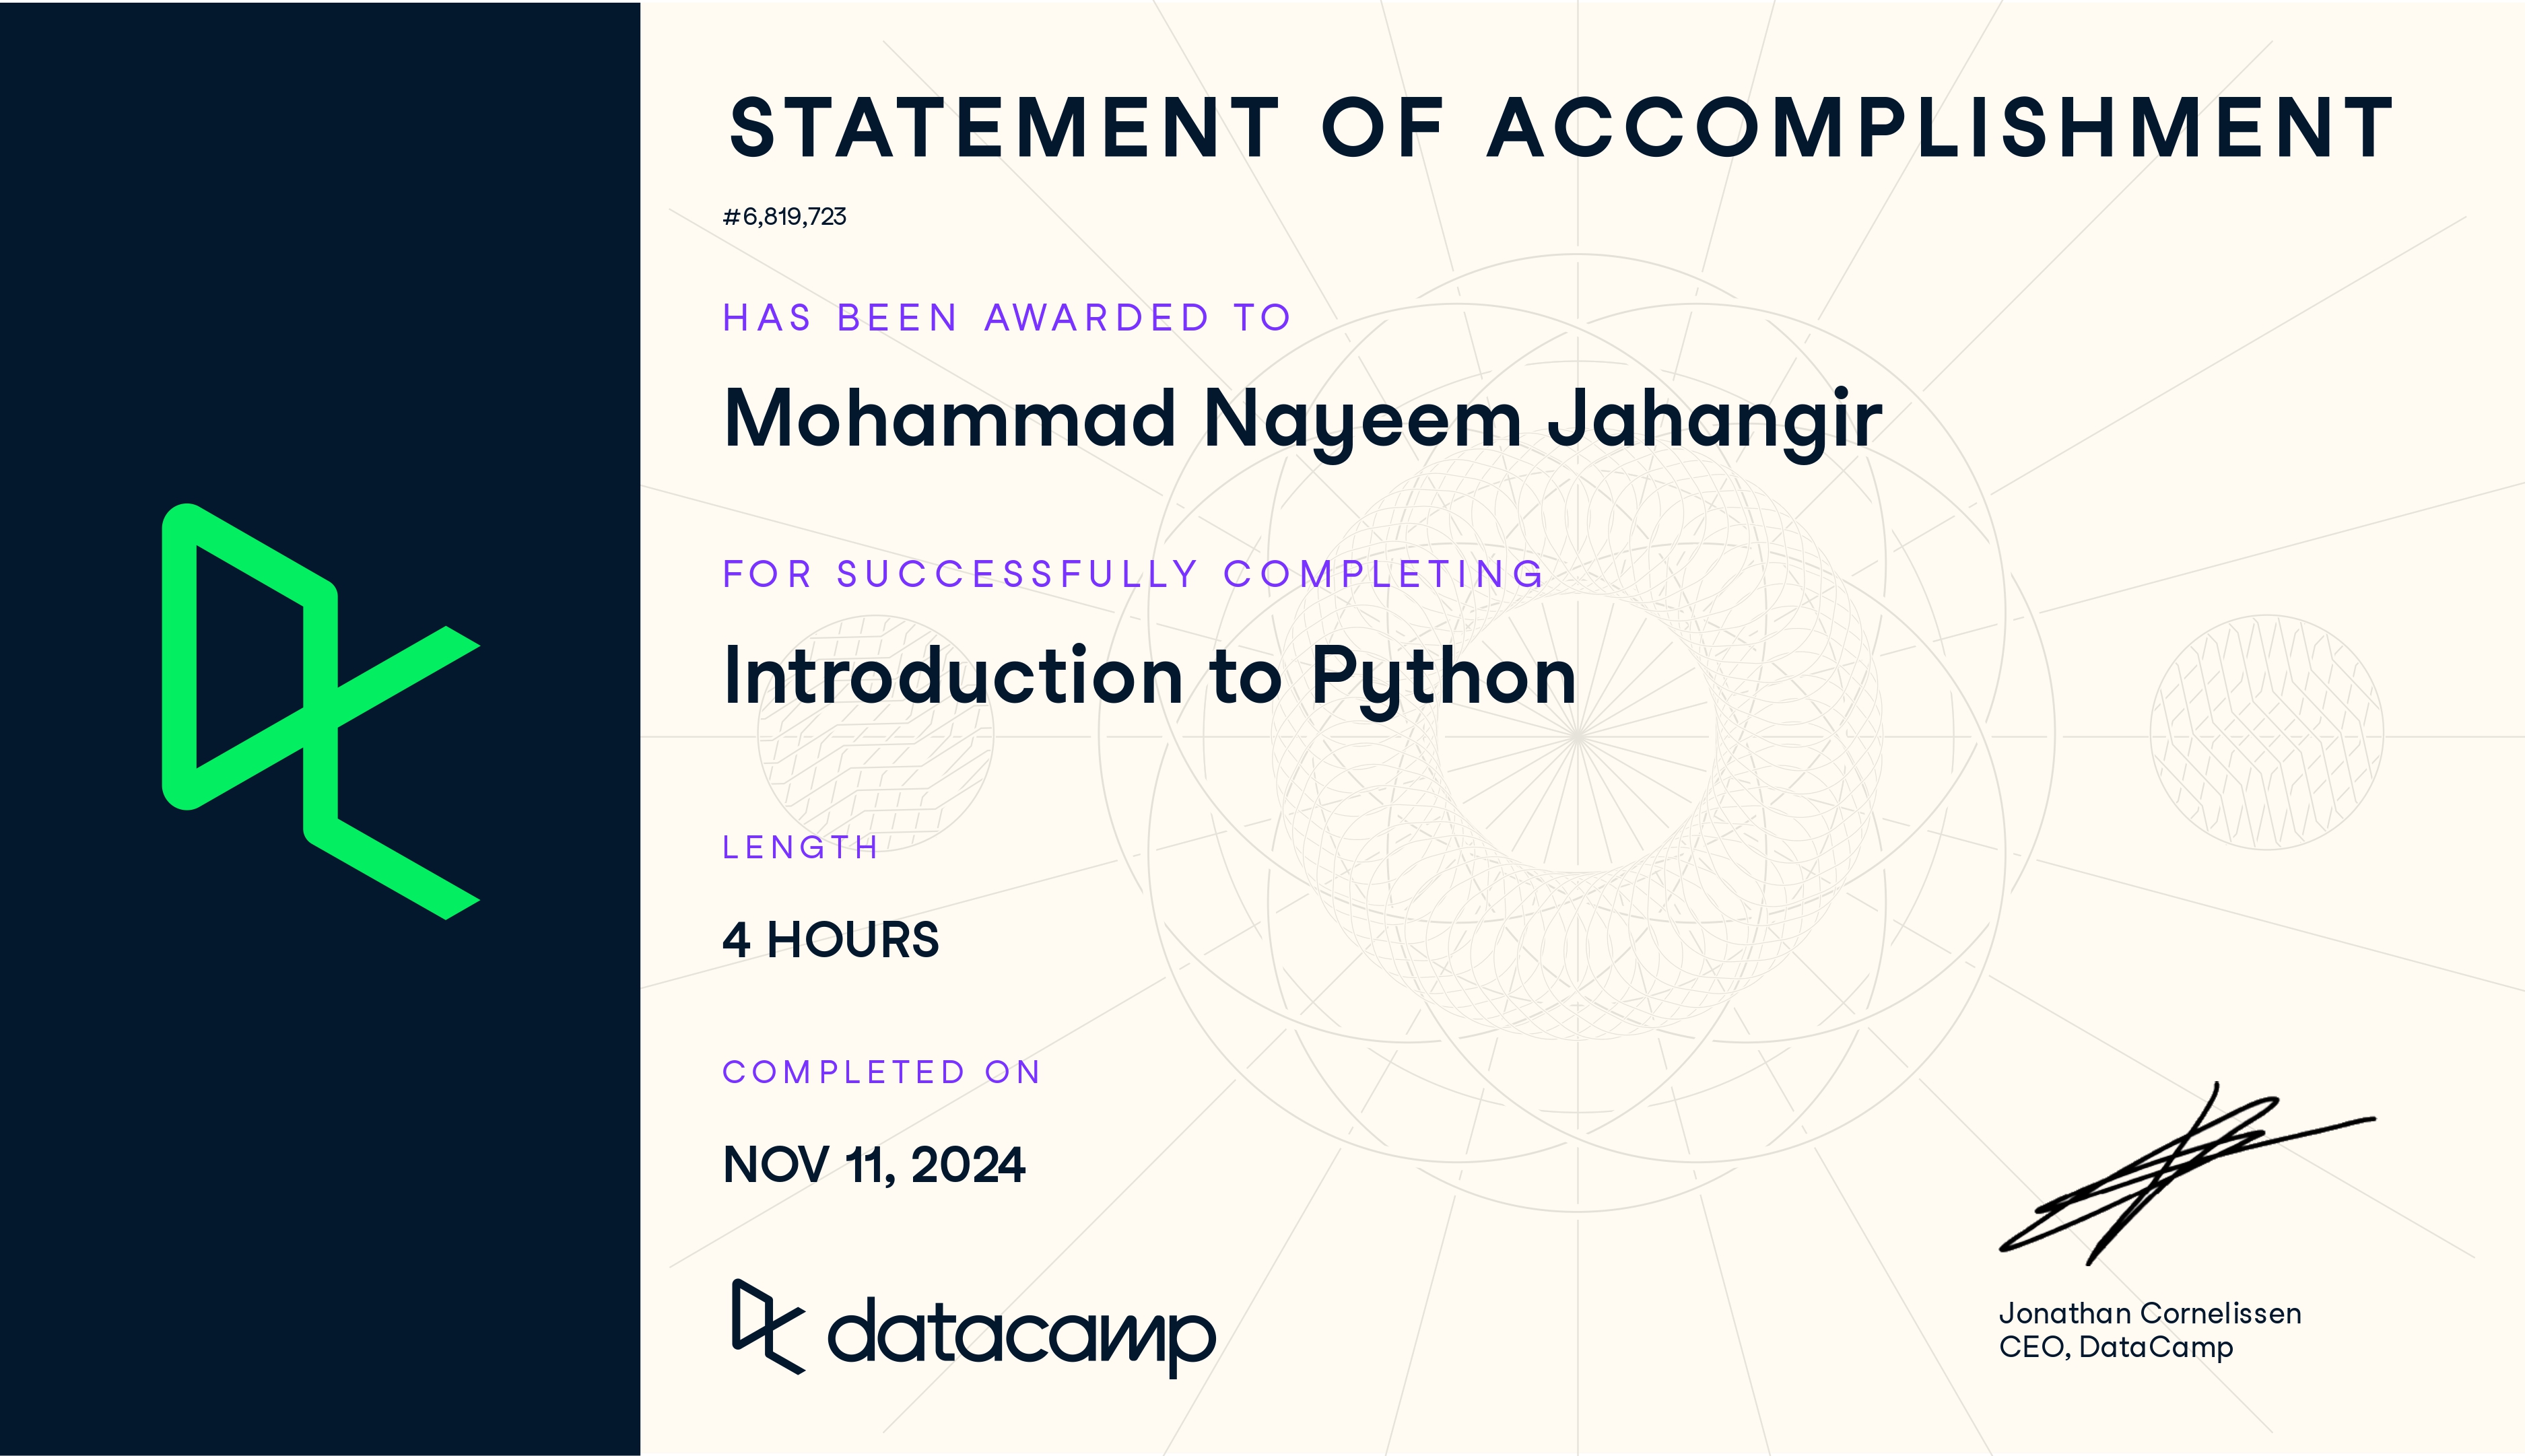 STATEMENT OF ACCOMPLISHMENT
#6,819,723
HAS BEEN AWARDED TO
Mohammad Nayeem Jahangir
FOR SUCCESSFULLY COMPLETING
Introduction to Python
LENGTH
4 HOURS
COMPLETED ON
NOV 11, 2024
datacamp
Jonathan Cornelissen
CEO, DataCamp